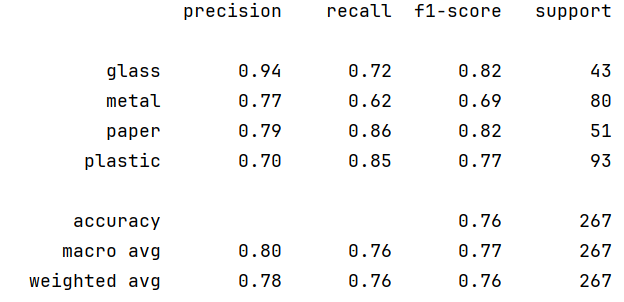 precision recall f1-score support
glass 0.94 0.72 0.82 43
metal 0.77 0.62 0.69 80
paper 0.79 0.86 0.82 51
plastic 0.70 0.85 0.77 93
accuracy 0.76 267
macro avg 0.80 0.76 0.77 267
weighted avg 0.78 0.76 0.76 267